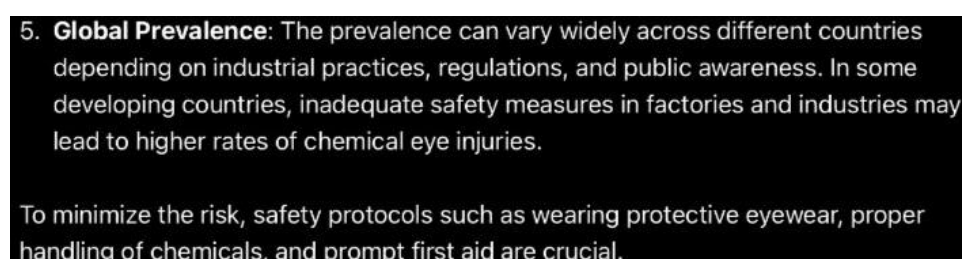 5. Global Prevalence: The prevalence can vary widely across different countries
depending on industrial practices, regulations, and public awareness. In some
developing countries, inadequate safety measures in factories and industries may
lead to higher rates of chemical eye injuries.
To minimize the risk, safety protocols such as wearing protective eyewear, proper
handling of chemicals, and prompt first aid are crucial.